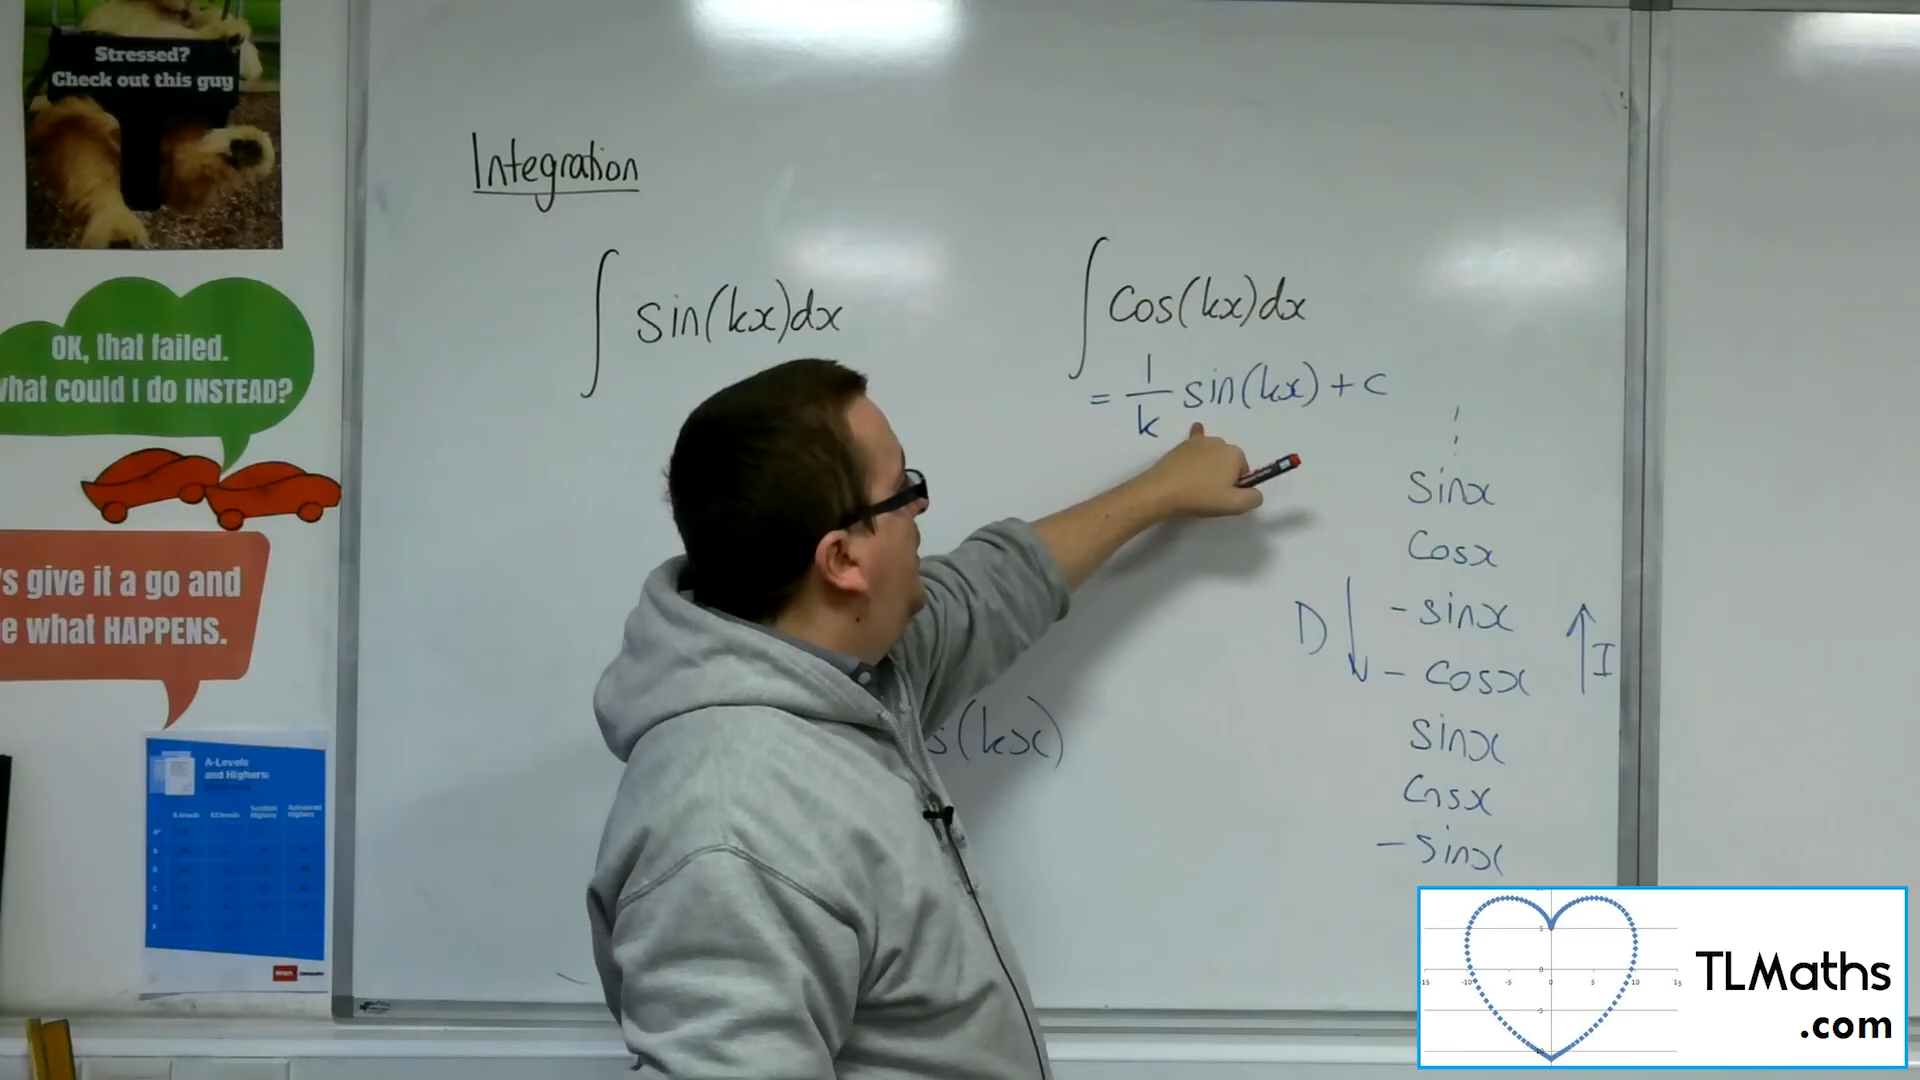 Stressed?
Check out this guy
OK, that failed.
what could I do INSTEAD?
's give it a go and
e what HAPPENS.
A-Levels
and Highers:
Integration
∫ sin(kx)dx
∫ cos(kx)dx
= 1/k sin(kx) + c
s(kx)
sinx
cosx
D
-sinx
I
- cosx
sinx
cosx
-sinx
TLMaths
.com